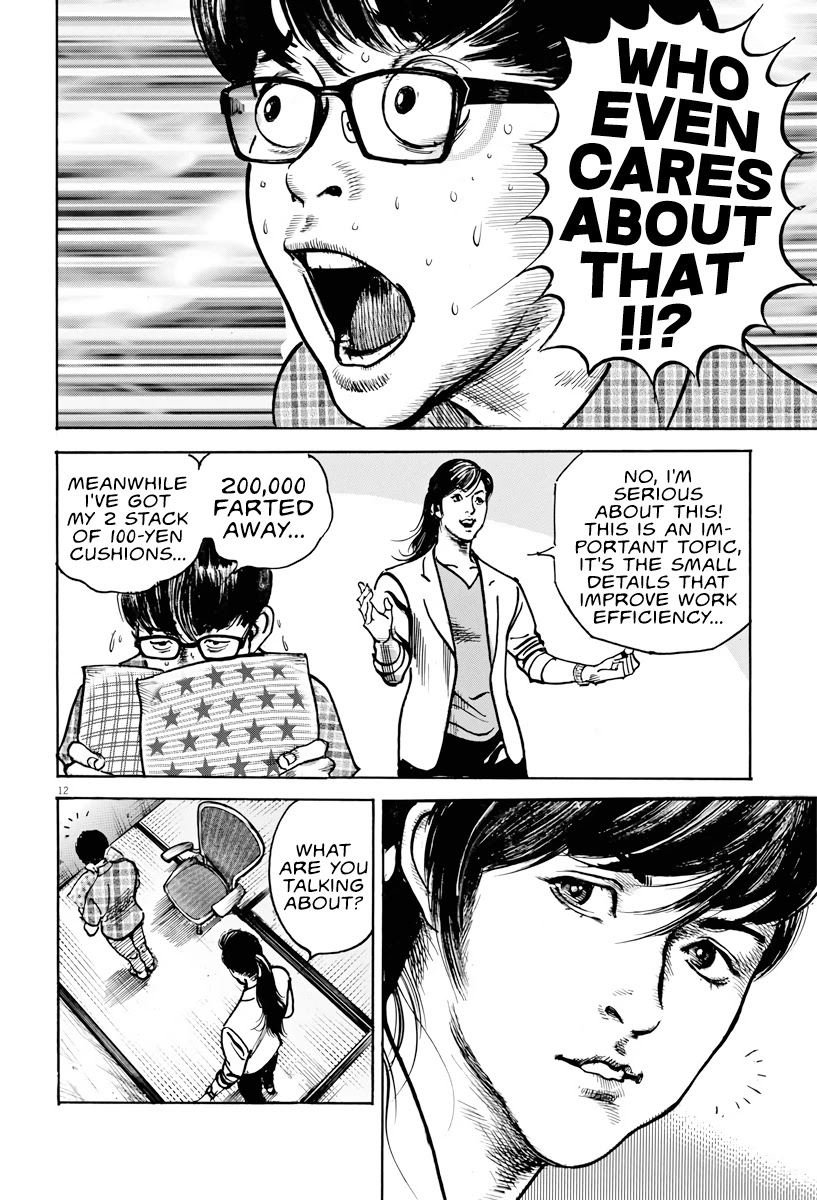 WHO
EVEN
CARES
ABOUT
THAT
!!?
NO, I'M
SERIOUS
ABOUT THIS!
THIS IS AN IM-
PORTANT TOPIC,
IT'S THE SMALL
DETAILS THAT
IMPROVE WORK
EFFICIENCY...
200,000
FARTED
AWAY...
MEANWHILE
I'VE GOT
MY 2 STACK
OF 100-YEN
CUSHIONS...
12
WHAT
ARE YOU
TALKING
ABOUT?